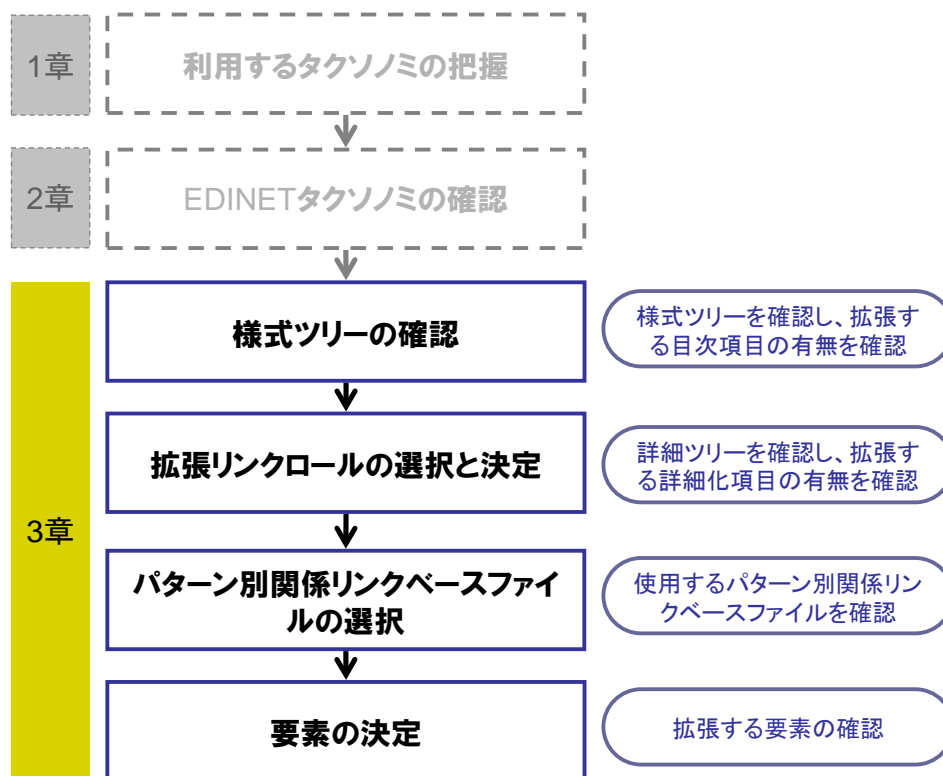 1章
利用するタクソノミの把握
2章
EDINETタクソノミの確認
3章
様式ツリーの確認
様式ツリーを確認し、拡張す
る目次項目の有無を確認
拡張リンクロールの選択と決定
詳細ツリーを確認し、拡張す
る詳細化項目の有無を確認
パターン別関係リンクベースファイ
ルの選択
使用するパターン別関係リン
クベースファイルを確認
要素の決定
拡張する要素の確認